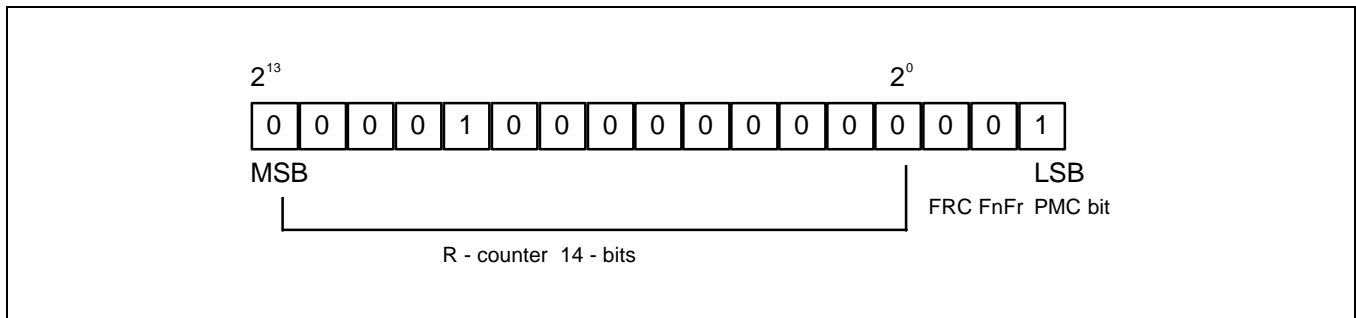 2¹³ 2⁰
0 0 0 0 1 0 0 0 0 0 0 0 0 0 0 0 1
MSB LSB
FRC FnFr PMC bit
R - counter 14 - bits